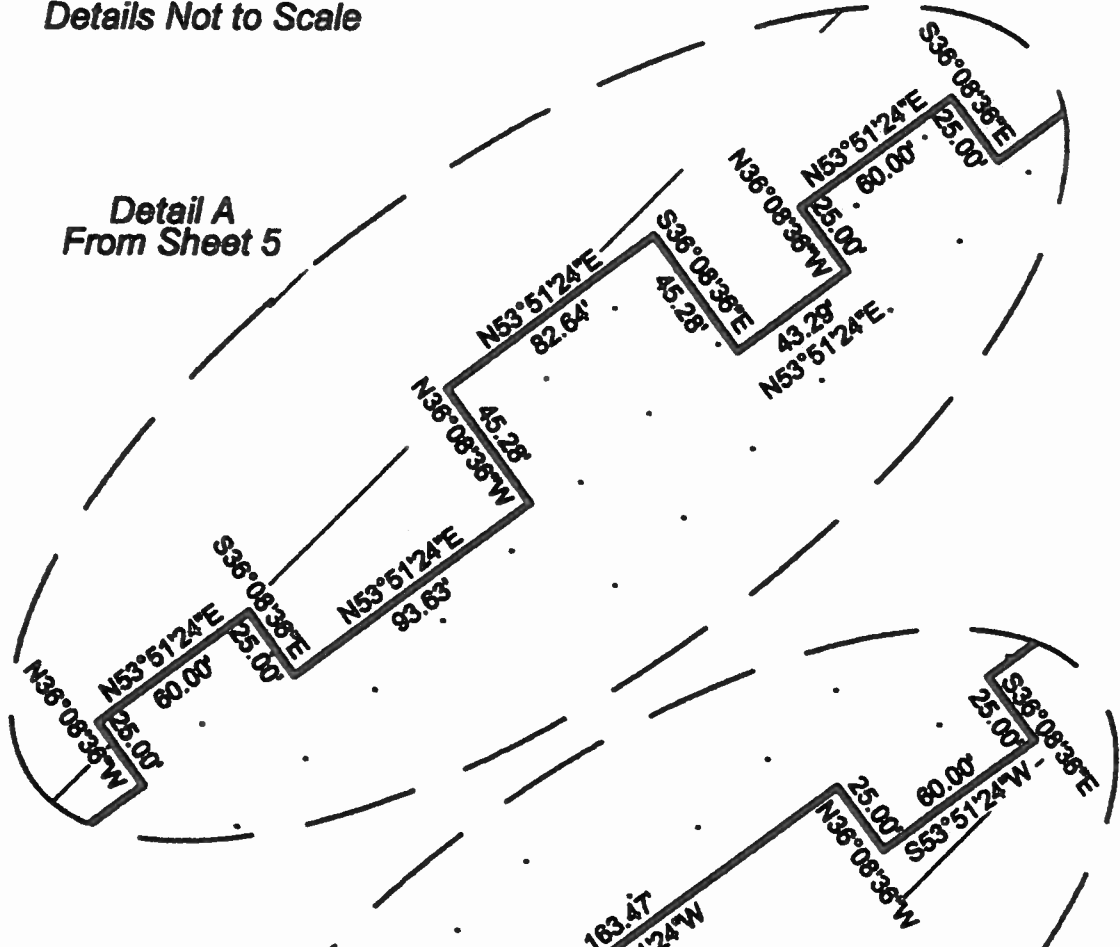 Details Not to Scale
Detail A
From Sheet 5
N36°08'36"W
25.00'
N53°51'24"E
60.00'
S36°08'36"E
25.00'
N53°51'24"E
93.63'
N36°08'36"W
45.28'
N53°51'24"E
82.64'
S36°08'36"E
45.28'
43.29'
N53°51'24"E
N36°08'36"W
25.00'
N53°51'24"E
60.00'
S36°08'36"E
25.00'
S36°08'36"E
25.00'
60.00'
S53°51'24"W
25.00'
N36°08'36"W
163.47'
24"W